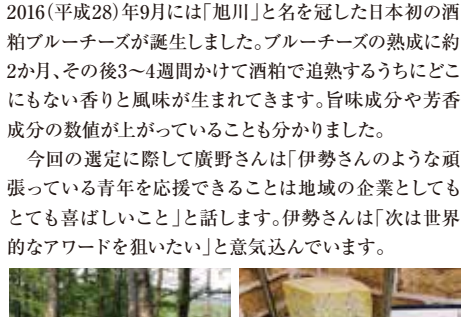 2016(平成28)年9月には「旭川」と名を冠した日本初の酒
粕ブルーチーズが誕生しました。ブルーチーズの熟成に約
2か月、その後3〜4週間かけて酒粕で追熟するうちにどこ
にもない香りと風味が生まれてきます。旨味成分や芳香
成分の数値が上がっていることも分かりました。
　今回の選定に際して廣野さんは「伊勢さんのような頑
張っている青年を応援できることは地域の企業としても
とても喜ばしいこと」と話します。伊勢さんは「次は世界
的なアワードを狙いたい」と意気込んでいます。